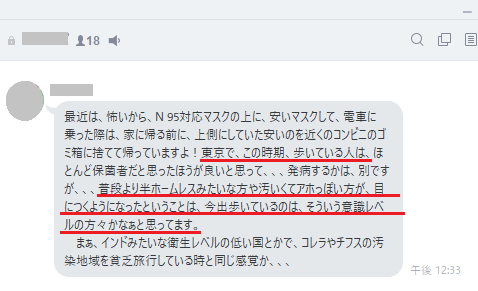 18
最近は、怖いから、N 95対応マスクの上に、安いマスクして、電車に
乗った際は、家に帰る前に、上側にしていた安いのを近くのコンビニのゴ
ミ箱に捨てて帰っていますよ！東京で、この時期、歩いている人は、ほ
とんど保菌者だと思ったほうが良いと思って、、、発病するかは、別です
が、、、普段より半ホームレスみたいな方や汚いくてアホっぽい方が、目
につくようになったということは、今出歩いているのは、そういう意識レベ
ルの方々かなぁと思ってます。
まぁ、インドみたいな衛生レベルの低い国とかで、コレラやチフスの汚
染地域を貧乏旅行している時と同じ感覚か、、、
午後 12:33